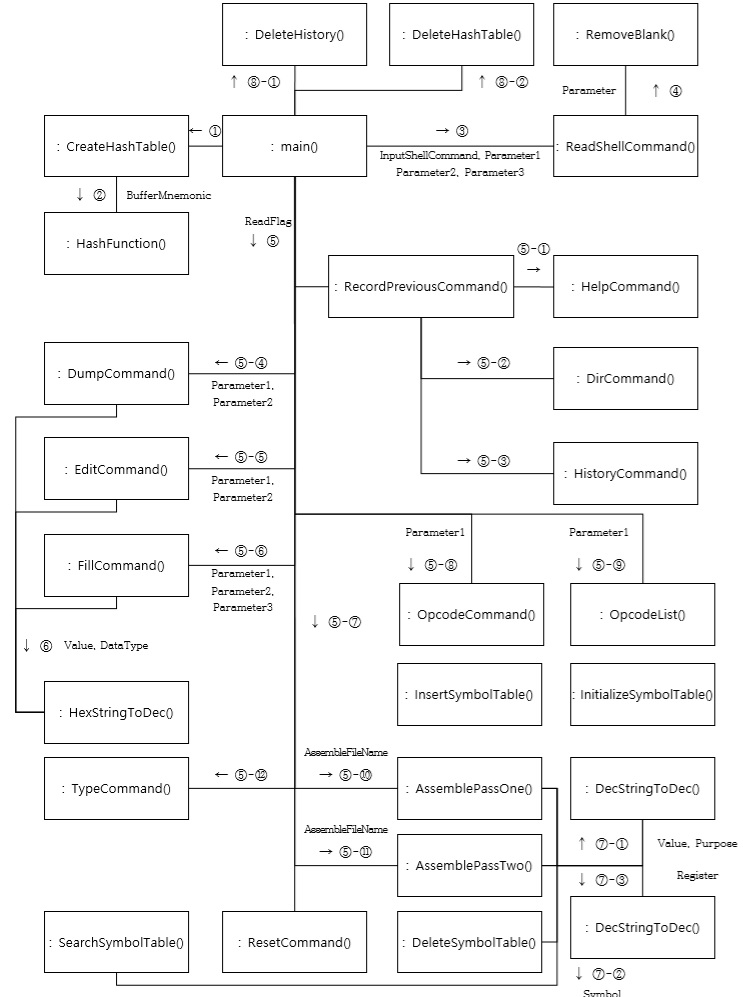 : DeleteHistory()
: DeleteHashTable()
: RemoveBlank()
↑ ⑧-①
↑ ⑧-②
Parameter
↑ ④
: CreateHashTable()
← ①
: main()
→ ③
: ReadShellCommand()
InputShellCommand, Parameter1
Parameter2, Parameter3
↓ ②
BufferMnemonic
ReadFlag
↓ ⑤
: HashFunction()
⑤-①
→
: RecordPreviousCommand()
: HelpCommand()
: DumpCommand()
← ⑤-④
Parameter1,
Parameter2
→ ⑤-②
: DirCommand()
: EditCommand()
← ⑤-⑤
Parameter1,
Parameter2
→ ⑤-③
: HistoryCommand()
: FillCommand()
← ⑤-⑥
Parameter1,
Parameter2,
Parameter3
Parameter1
↓ ⑤-⑧
Parameter1
↓ ⑤-⑨
: OpcodeCommand()
: OpcodeList()
↓ ⑤-⑦
↓ ⑥ Value, DataType
: HexStringToDec()
: InsertSymbolTable()
: InitializeSymbolTable()
: TypeCommand()
← ⑤-⑫
AssembleFileName
→ ⑤-⑩
: AssemblePassOne()
: DecStringToDec()
AssembleFileName
→ ⑤-⑪
: AssemblePassTwo()
↑ ⑦-①
Value, Purpose
↓ ⑦-③
Register
: SearchSymbolTable()
: ResetCommand()
: DeleteSymbolTable()
: DecStringToDec()
↓ ⑦-②
Symbol